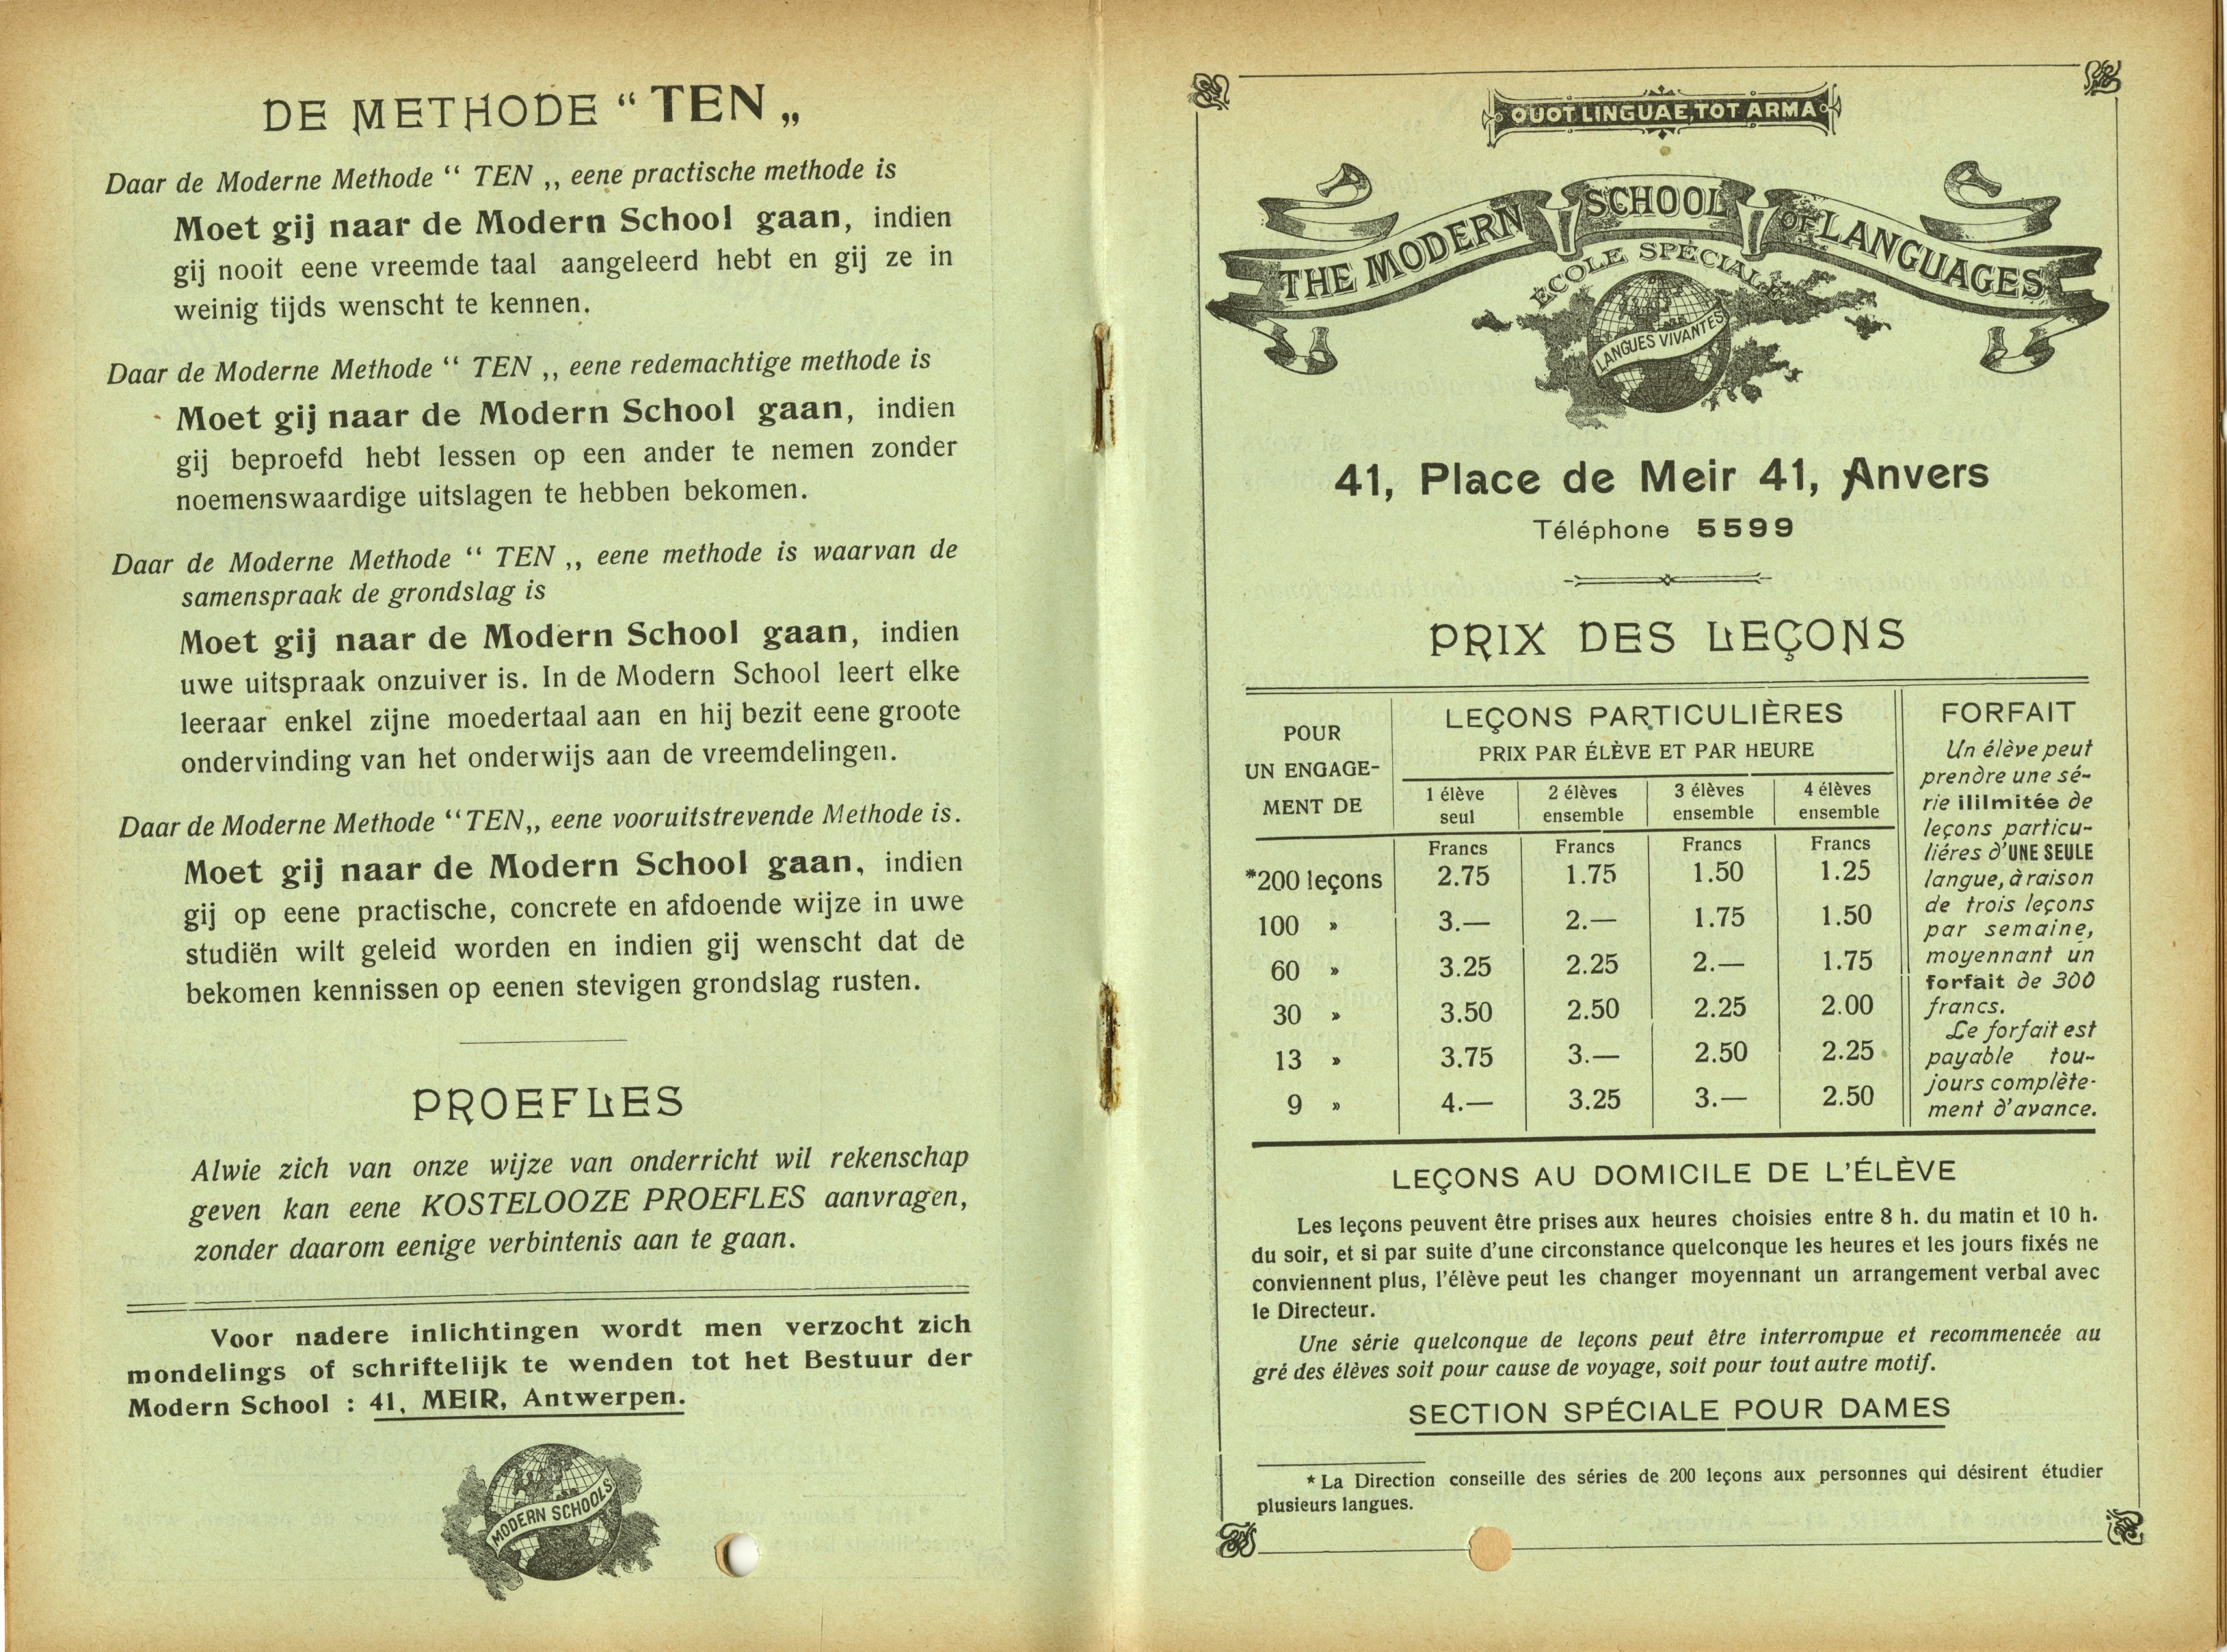 DE METHODE “ TEN „
Daar de Moderne Methode “ TEN „ eene practische methode is
Moet gij naar de Modern School gaan, indien
gij nooit eene vreemde taal aangeleerd hebt en gij ze in
weinig tijds wenscht te kennen.
Daar de Moderne Methode “ TEN „ eene redemachtige methode is
Moet gij naar de Modern School gaan, indien
gij beproefd hebt lessen op een ander te nemen zonder
noemenswaardige uitslagen te hebben bekomen.
Daar de Moderne Methode “ TEN „ eene methode is waarvan de
samenspraak de grondslag is
Moet gij naar de Modern School gaan, indien
uwe uitspraak onzuiver is. In de Modern School leert elke
leeraar enkel zijne moedertaal aan en hij bezit eene groote
ondervinding van het onderwijs aan de vreemdelingen.
Daar de Moderne Methode “TEN„ eene vooruitstrevende Methode is.
Moet gij naar de Modern School gaan, indien
gij op eene practische, concrete en afdoende wijze in uwe
studiën wilt geleid worden en indien gij wenscht dat de
bekomen kennissen op eenen stevigen grondslag rusten.
PROEFLES
Alwie zich van onze wijze van onderricht wil rekenschap
geven kan eene KOSTELOOZE PROEFLES aanvragen,
zonder daarom eenige verbintenis aan te gaan.
Voor nadere inlichtingen wordt men verzocht zich
mondelings of schriftelijk te wenden tot het Bestuur der
Modern School : 41, MEIR, Antwerpen.
MODERN SCHOOLS
QUOT LINGUAE, TOT ARMA
THE MODERN SCHOOL OF LANGUAGES
ÉCOLE SPÉCIALE
LANGUES VIVANTES
41, Place de Meir 41, Anvers
Téléphone 5599
PRIX DES LEÇONS
POUR
UN ENGAGE-
MENT DE
LEÇONS PARTICULIÈRES
PRIX PAR ÉLÈVE ET PAR HEURE
1 élève seul 2 élèves ensemble 3 élèves ensemble 4 élèves ensemble
Francs Francs Francs Francs
*200 leçons 2.75 1.75 1.50 1.25
100 » 3.— 2.— 1.75 1.50
60 » 3.25 2.25 2.— 1.75
30 » 3.50 2.50 2.25 2.00
13 » 3.75 3.— 2.50 2.25
9 » 4.— 3.25 3.— 2.50
FORFAIT
Un élève peut
prendre une sé-
rie ililmitée de
leçons particu-
liéres d'UNE SEULE
langue, à raison
de trois leçons
par semaine,
moyennant un
forfait de 300
francs.
Le forfait est
payable tou-
jours complète-
ment d'avance.
LEÇONS AU DOMICILE DE L'ÉLÈVE
Les leçons peuvent être prises aux heures choisies entre 8 h. du matin et 10 h.
du soir, et si par suite d'une circonstance quelconque les heures et les jours fixés ne
conviennent plus, l'élève peut les changer moyennant un arrangement verbal avec
le Directeur.
Une série quelconque de leçons peut être interrompue et recommencée au
gré des élèves soit pour cause de voyage, soit pour tout autre motif.
SECTION SPÉCIALE POUR DAMES
* La Direction conseille des séries de 200 leçons aux personnes qui désirent étudier
plusieurs langues.